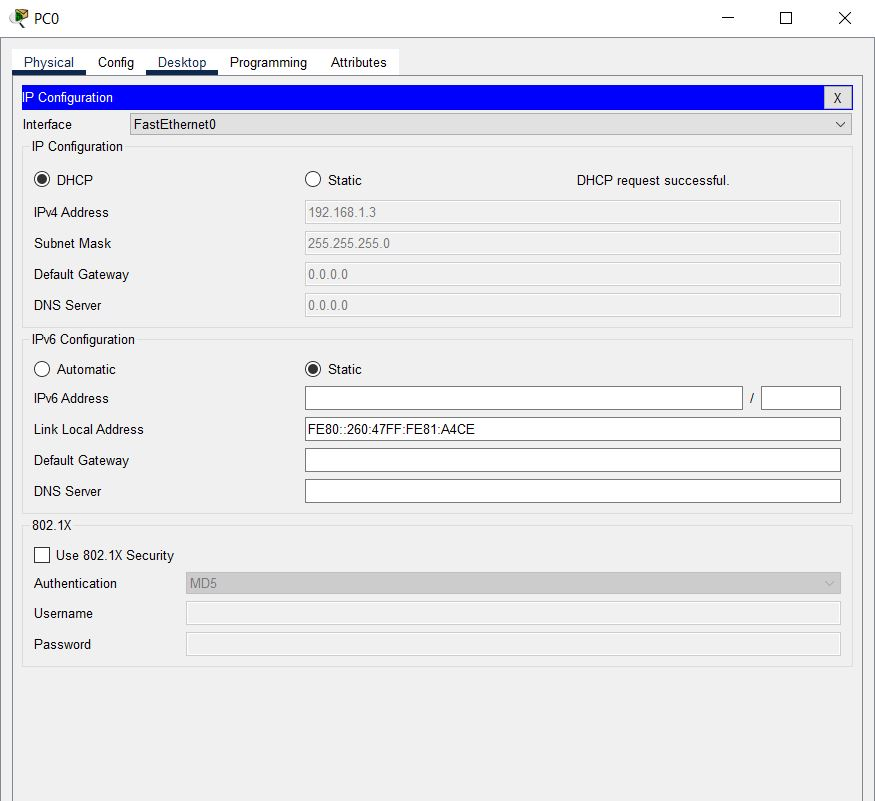 PC0
Physical Config Desktop Programming Attributes
IP Configuration X
Interface FastEthernet0
IP Configuration
DHCP Static DHCP request successful.
IPv4 Address 192.168.1.3
Subnet Mask 255.255.255.0
Default Gateway 0.0.0.0
DNS Server 0.0.0.0
IPv6 Configuration
Automatic Static
IPv6 Address /
Link Local Address FE80::260:47FF:FE81:A4CE
Default Gateway
DNS Server
802.1X
Use 802.1X Security
Authentication MD5
Username
Password